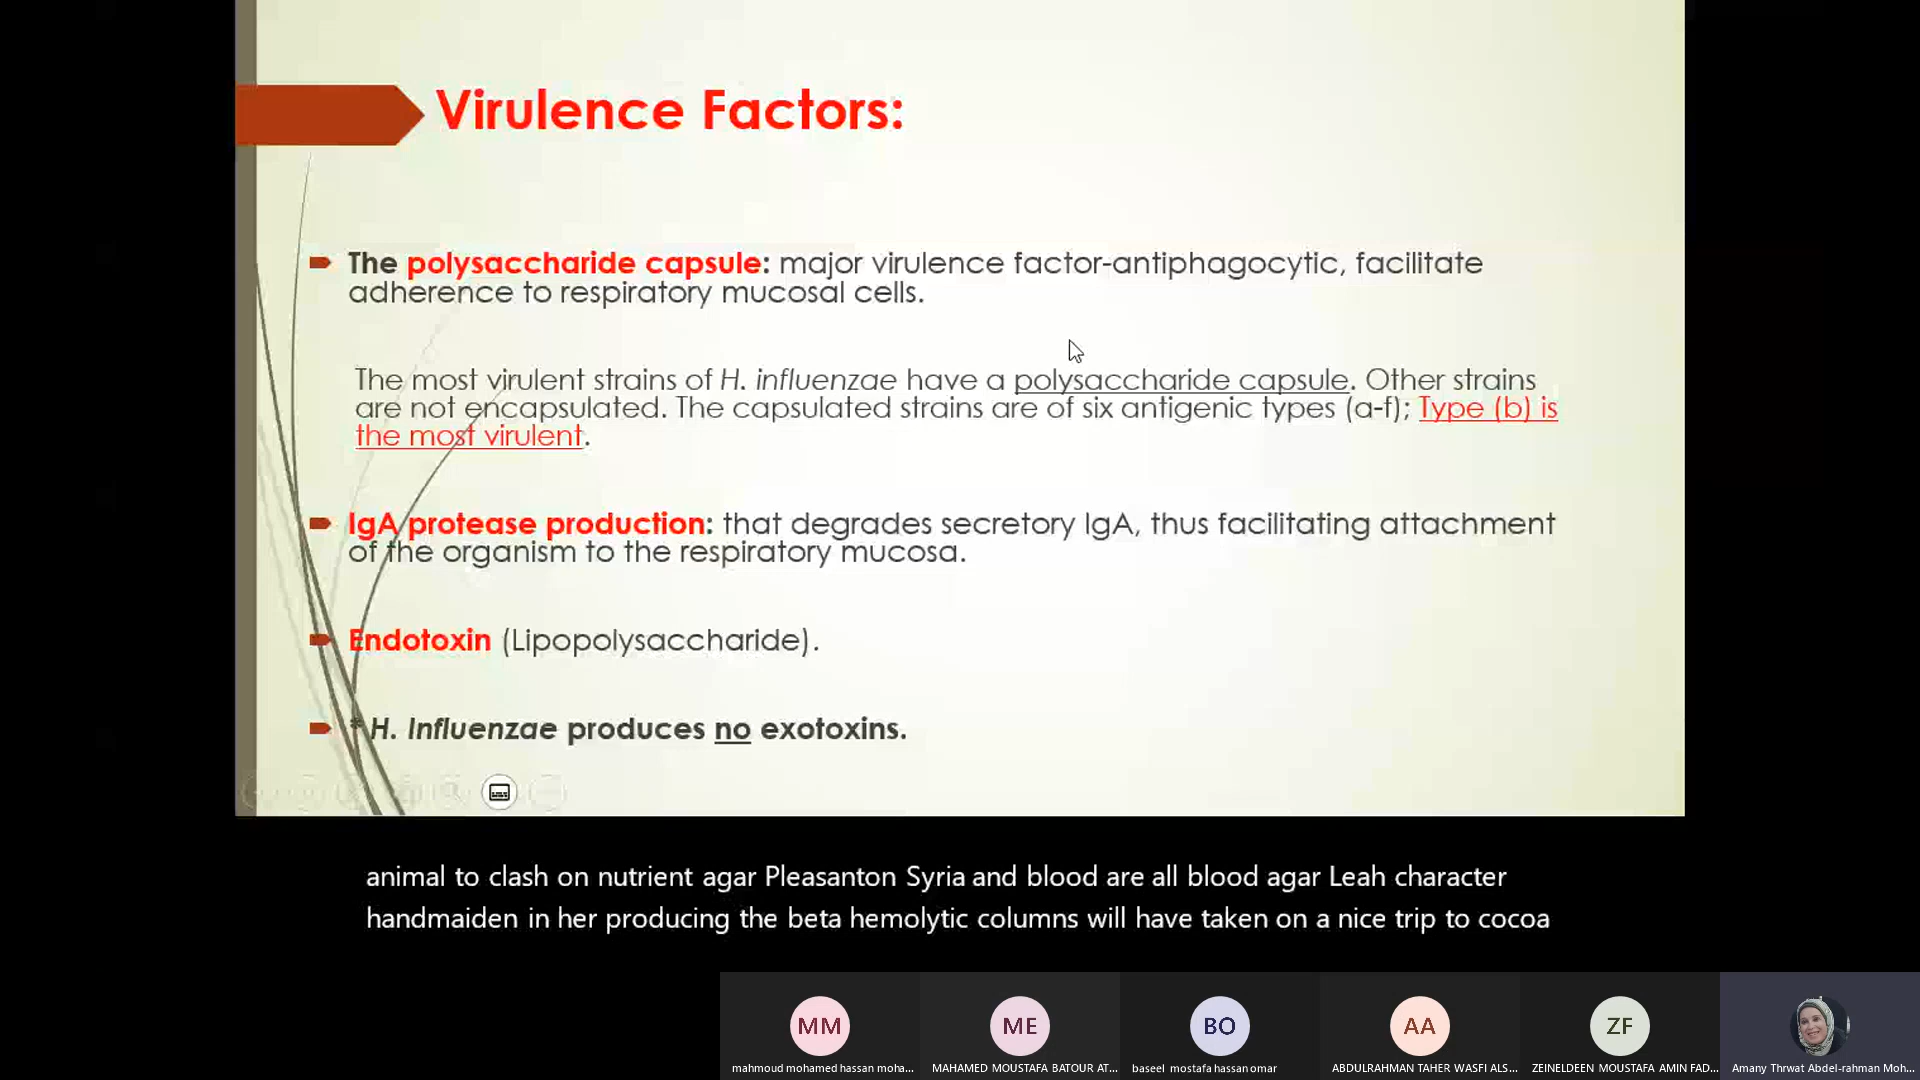 Virulence Factors:
The polysaccharide capsule: major virulence factor-antiphagocytic, facilitate
adherence to respiratory mucosal cells.
The most virulent strains of H. influenzae have a polysaccharide capsule. Other strains
are not encapsulated. The capsulated strains are of six antigenic types (a-f); Type (b) is
the most virulent.
IgA protease production: that degrades secretory IgA, thus facilitating attachment
of the organism to the respiratory mucosa.
Endotoxin (Lipopolysaccharide).
* H. Influenzae produces no exotoxins.
animal to clash on nutrient agar Pleasanton Syria and blood are all blood agar Leah character
handmaiden in her producing the beta hemolytic columns will have taken on a nice trip to cocoa
MM ME BO AA ZF
mahmoud mohamed hassan moha... MAHAMED MOUSTAFA BATOUR AT... baseel mostafa hassan omar ABDULRAHMAN TAHER WASFI ALS... ZEINELDEEN MOUSTAFA AMIN FAD... Amany Thrwat Abdel-rahman Moh...